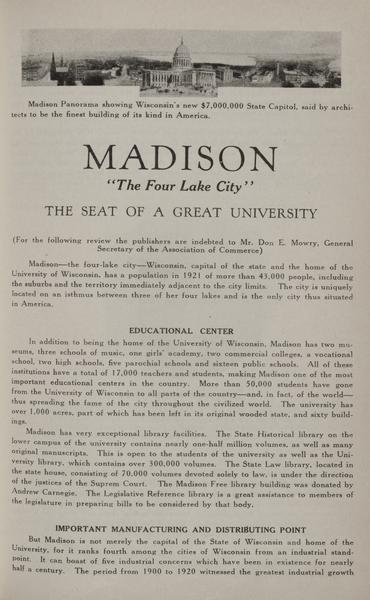 Madison Panorama showing Wisconsin's new $7,000,000 State Capitol, said by archi-
tects to be the finest building of its kind in America.
MADISON
"The Four Lake City"
THE SEAT OF A GREAT UNIVERSITY
(For the following review the publishers are indebted to Mr. Don E. Mowry, General
Secretary of the Association of Commerce)
Madison—the four-lake city—Wisconsin, capital of the state and the home of the
University of Wisconsin, has a population in 1921 of more than 43,000 people, including
the suburbs and the territory immediately adjacent to the city limits. The city is uniquely
located on an isthmus between three of her four lakes and is the only city thus situated
in America.
EDUCATIONAL CENTER
In addition to being the home of the University of Wisconsin, Madison has two mu-
seums, three schools of music, one girls' academy, two commercial colleges, a vocational
school, two high schools, five parochial schools and sixteen public schools. All of these
institutions have a total of 17,000 teachers and students, making Madison one of the most
important educational centers in the country. More than 50,000 students have gone
from the University of Wisconsin to all parts of the country—and, in fact, of the world—
thus spreading the fame of the city throughout the civilized world. The university has
over 1,000 acres, part of which has been left in its original wooded state, and sixty build-
ings.
Madison has very exceptional library facilities. The State Historical library on the
lower campus of the university contains nearly one-half million volumes, as well as many
original manuscripts. This is open to the students of the university as well as the Uni-
versity library, which contains over 300,000 volumes. The State Law library, located in
the state house, consisting of 70,000 volumes devoted solely to law, is under the direction
of the justices of the Supreme Court. The Madison Free library building was donated by
Andrew Carnegie. The Legislative Reference library is a great assistance to members of
the legislature in preparing bills to be considered by that body.
IMPORTANT MANUFACTURING AND DISTRIBUTING POINT
But Madison is not merely the capital of the State of Wisconsin and home of the
University, for it ranks fourth among the cities of Wisconsin from an industrial stand-
point. It can boast of five industrial concerns which have been in existence for nearly
half a century. The period from 1900 to 1920 witnessed the greatest industrial growth